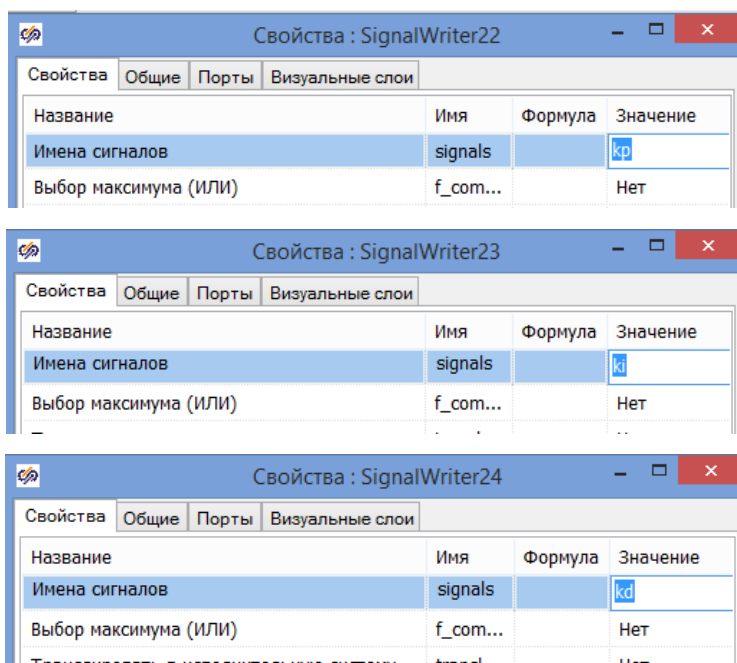 Свойства : SignalWriter22
Свойства Общие Порты Визуальные слои
Название Имя Формула Значение
Имена сигналов signals kp
Выбор максимума (ИЛИ) f_com... Нет
Свойства : SignalWriter23
Свойства Общие Порты Визуальные слои
Название Имя Формула Значение
Имена сигналов signals ki
Выбор максимума (ИЛИ) f_com... Нет
Свойства : SignalWriter24
Свойства Общие Порты Визуальные слои
Название Имя Формула Значение
Имена сигналов signals kd
Выбор максимума (ИЛИ) f_com... Нет